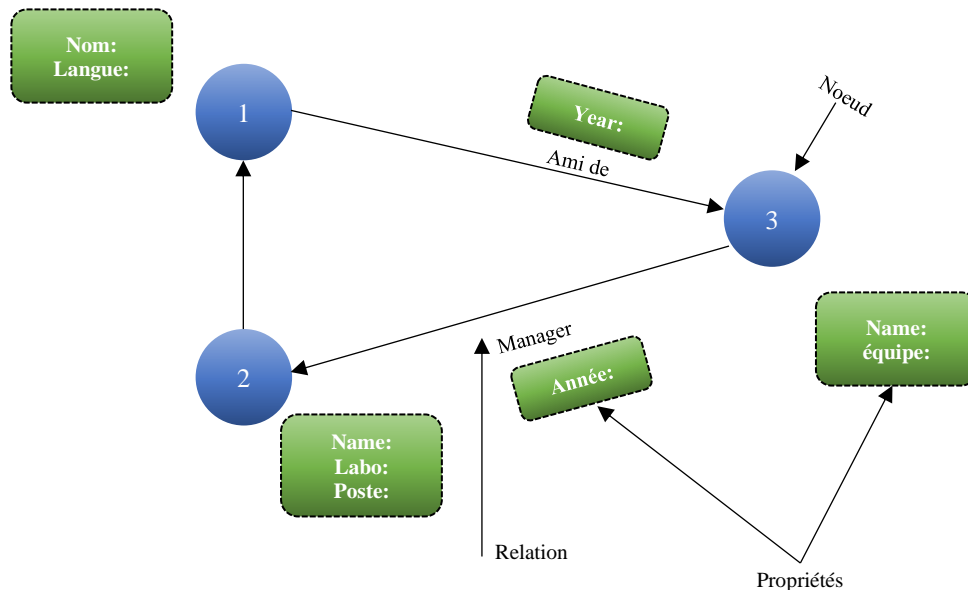 Nom:
Langue:
1
Year:
Ami de
Noeud
3
2
Manager
Année:
Name:
équipe:
Name:
Labo:
Poste:
Relation
Propriétés